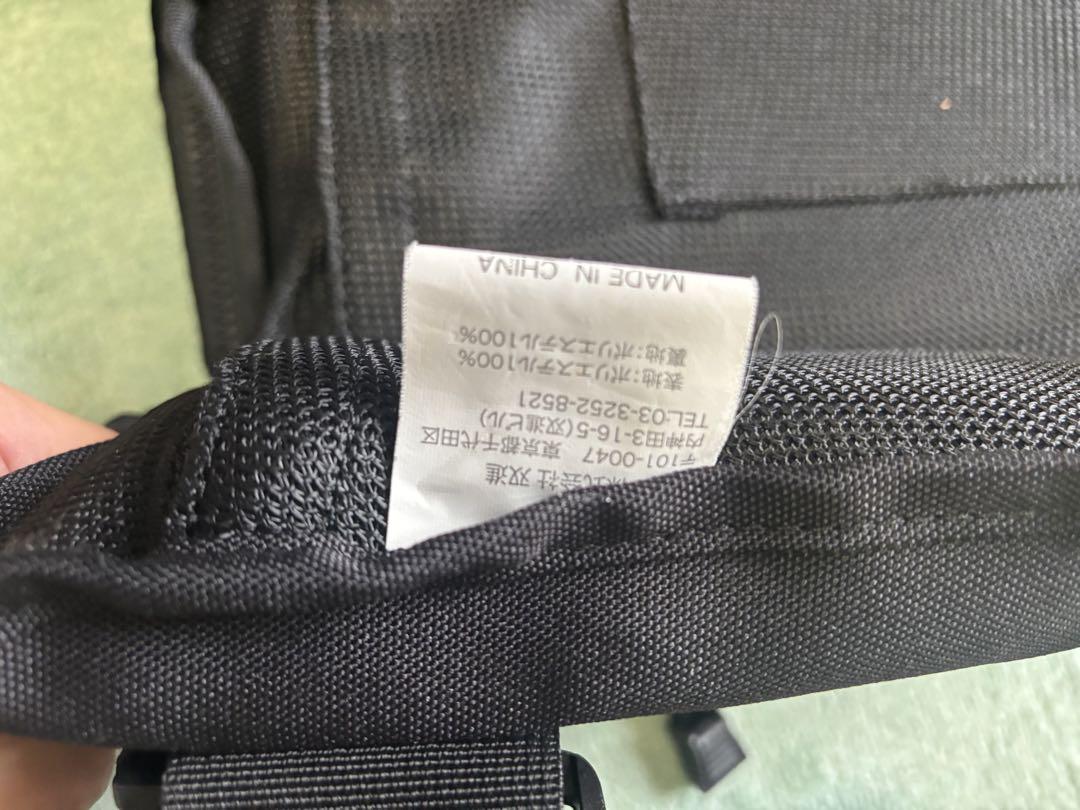 株式会社 双進
〒101-0047　東京都千代田区
内神田3-16-5(双進ビル)
TEL:03-3252-8521
表地:ポリエステル100%
裏地:ポリエステル100%
MADE IN CHINA